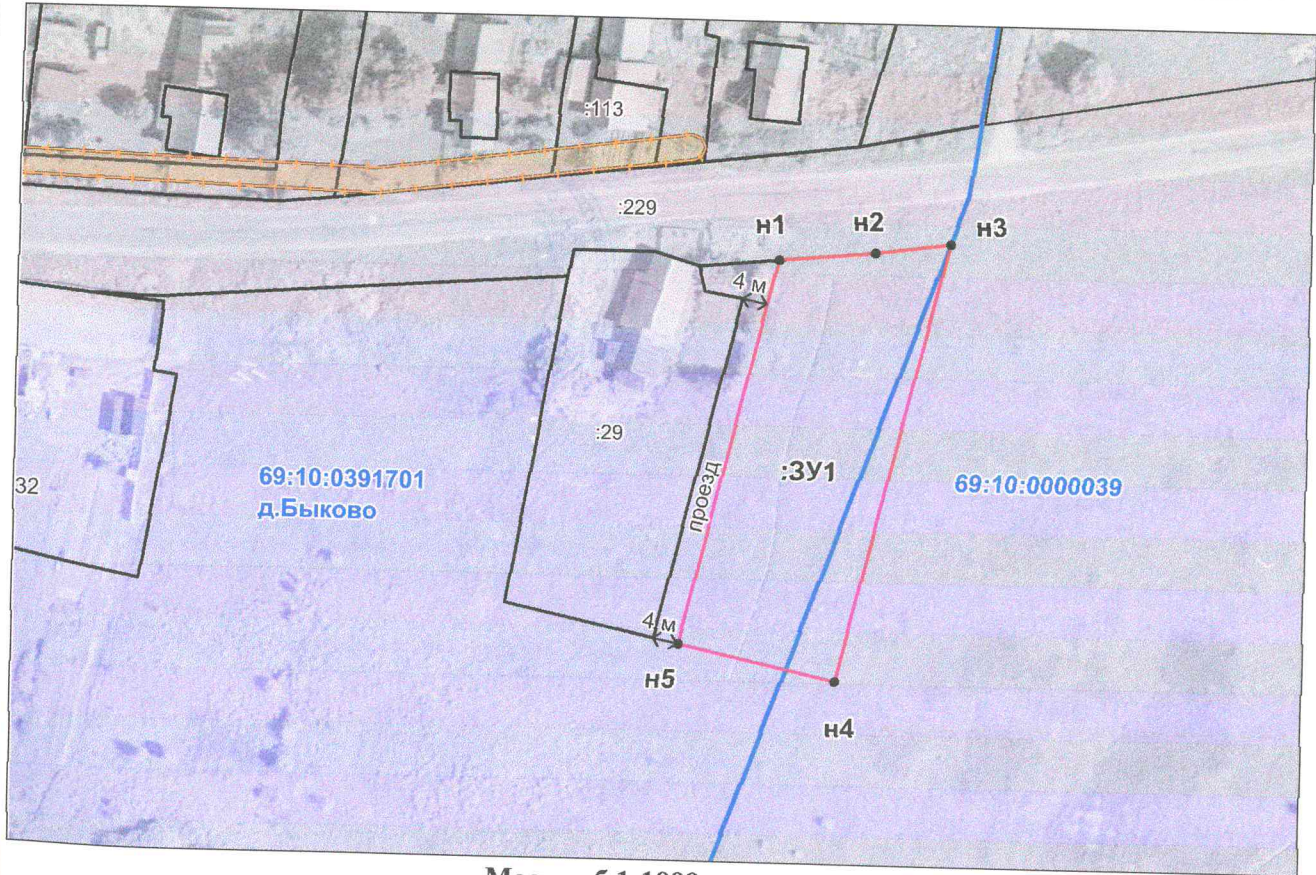 :113
:229
н1
н2
н3
4 м
:29
:ЗУ1
проезд
32
69:10:0391701
д.Быково
69:10:0000039
4 м
н5
н4